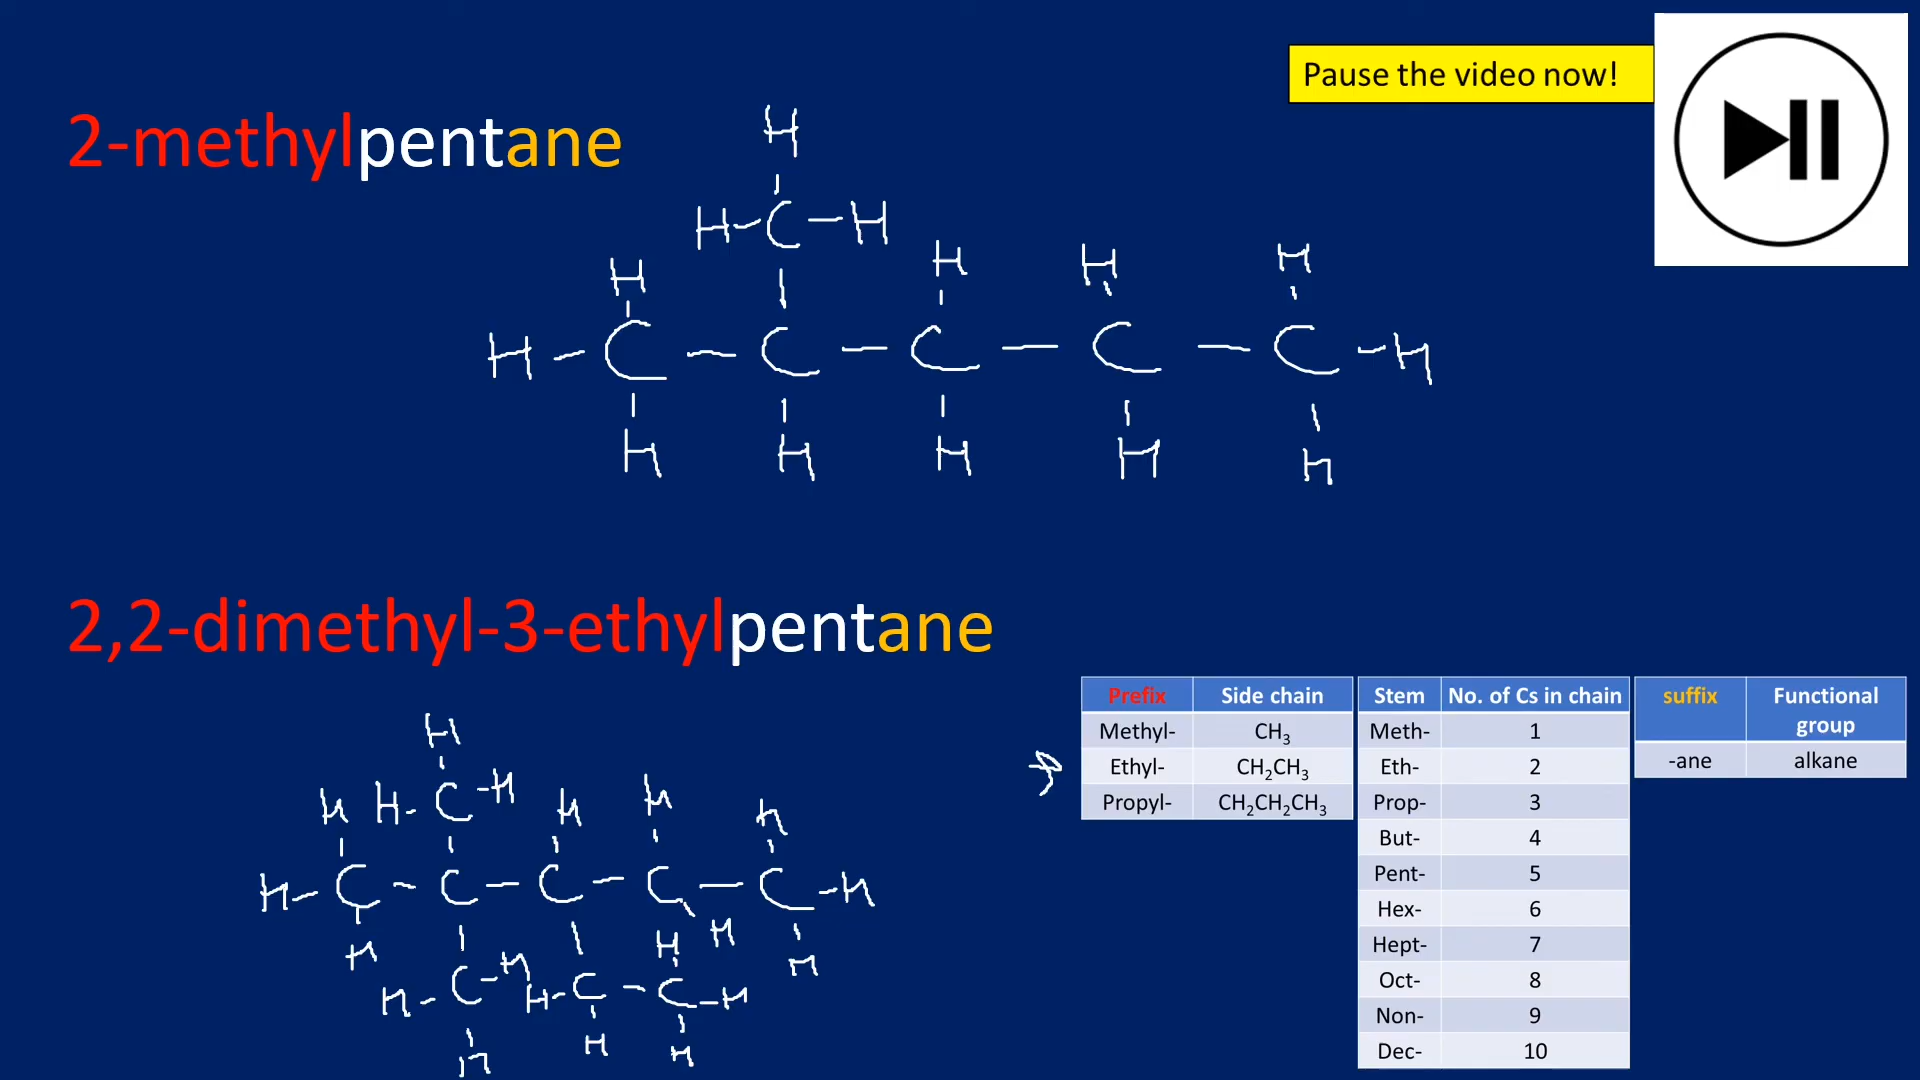 Pause the video now!
2-methylpentane
H
H-C-H
H H H H
H-C-C-C-C-C-H
H H H H H
2,2-dimethyl-3-ethylpentane
H
H H-C-H H H H
H-C-C-C-C-C-H
H H H H
H-C-H H-C-C-H
H H H
Prefix Side chain
Methyl- CH3
Ethyl- CH2CH3
Propyl- CH2CH2CH3
Stem No. of Cs in chain
Meth- 1
Eth- 2
Prop- 3
But- 4
Pent- 5
Hex- 6
Hept- 7
Oct- 8
Non- 9
Dec- 10
suffix Functional group
-ane alkane